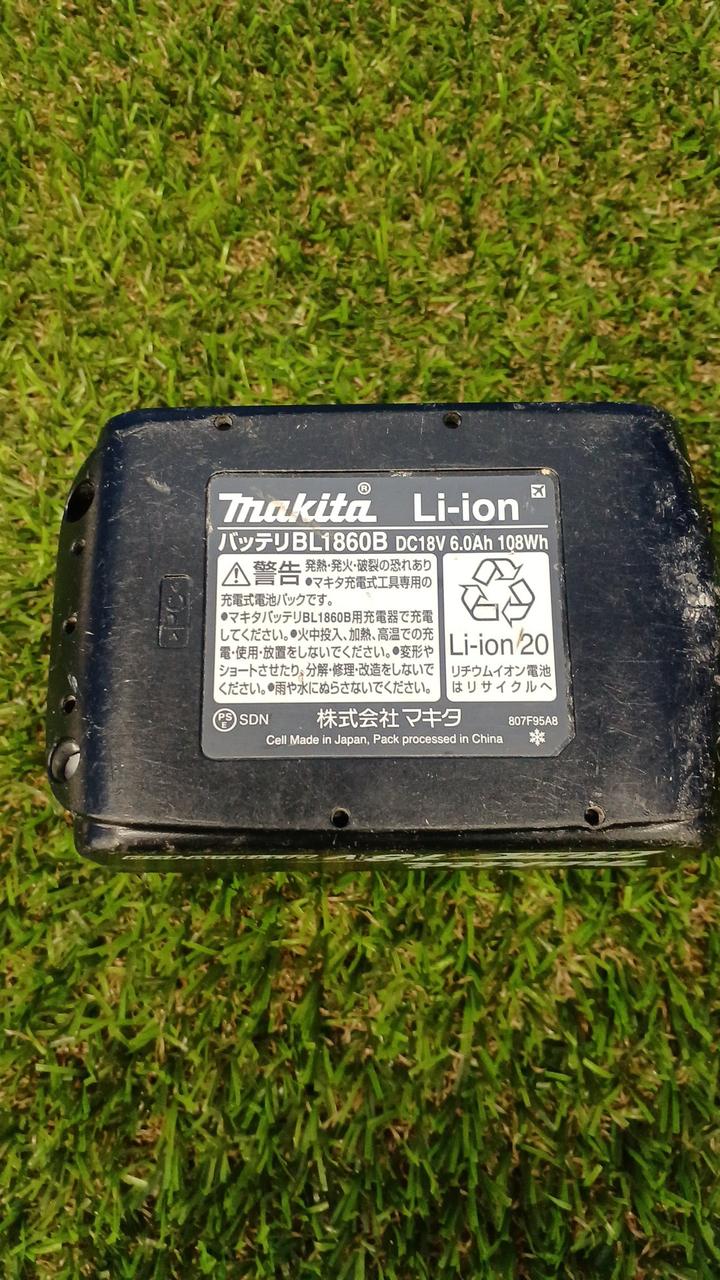 makita® Li-ion
バッテリBL1860B DC18V 6.0Ah 108Wh
警告 発熱・発火・破裂の恐れあり
●マキタ充電式工具専用の
充電式電池パックです。
●マキタバッテリBL1860B用充電器で充電
してください。●火中投入、加熱、高温での充
電・使用・放置をしないでください。●変形や
ショートさせたり、分解・修理・改造をしないで
ください。●雨や水にぬらさないでください。
Li-ion 20
リチウムイオン電池
はリサイクルへ
PSE SDN 株式会社マキタ 807F95A8
Cell Made in Japan, Pack processed in China